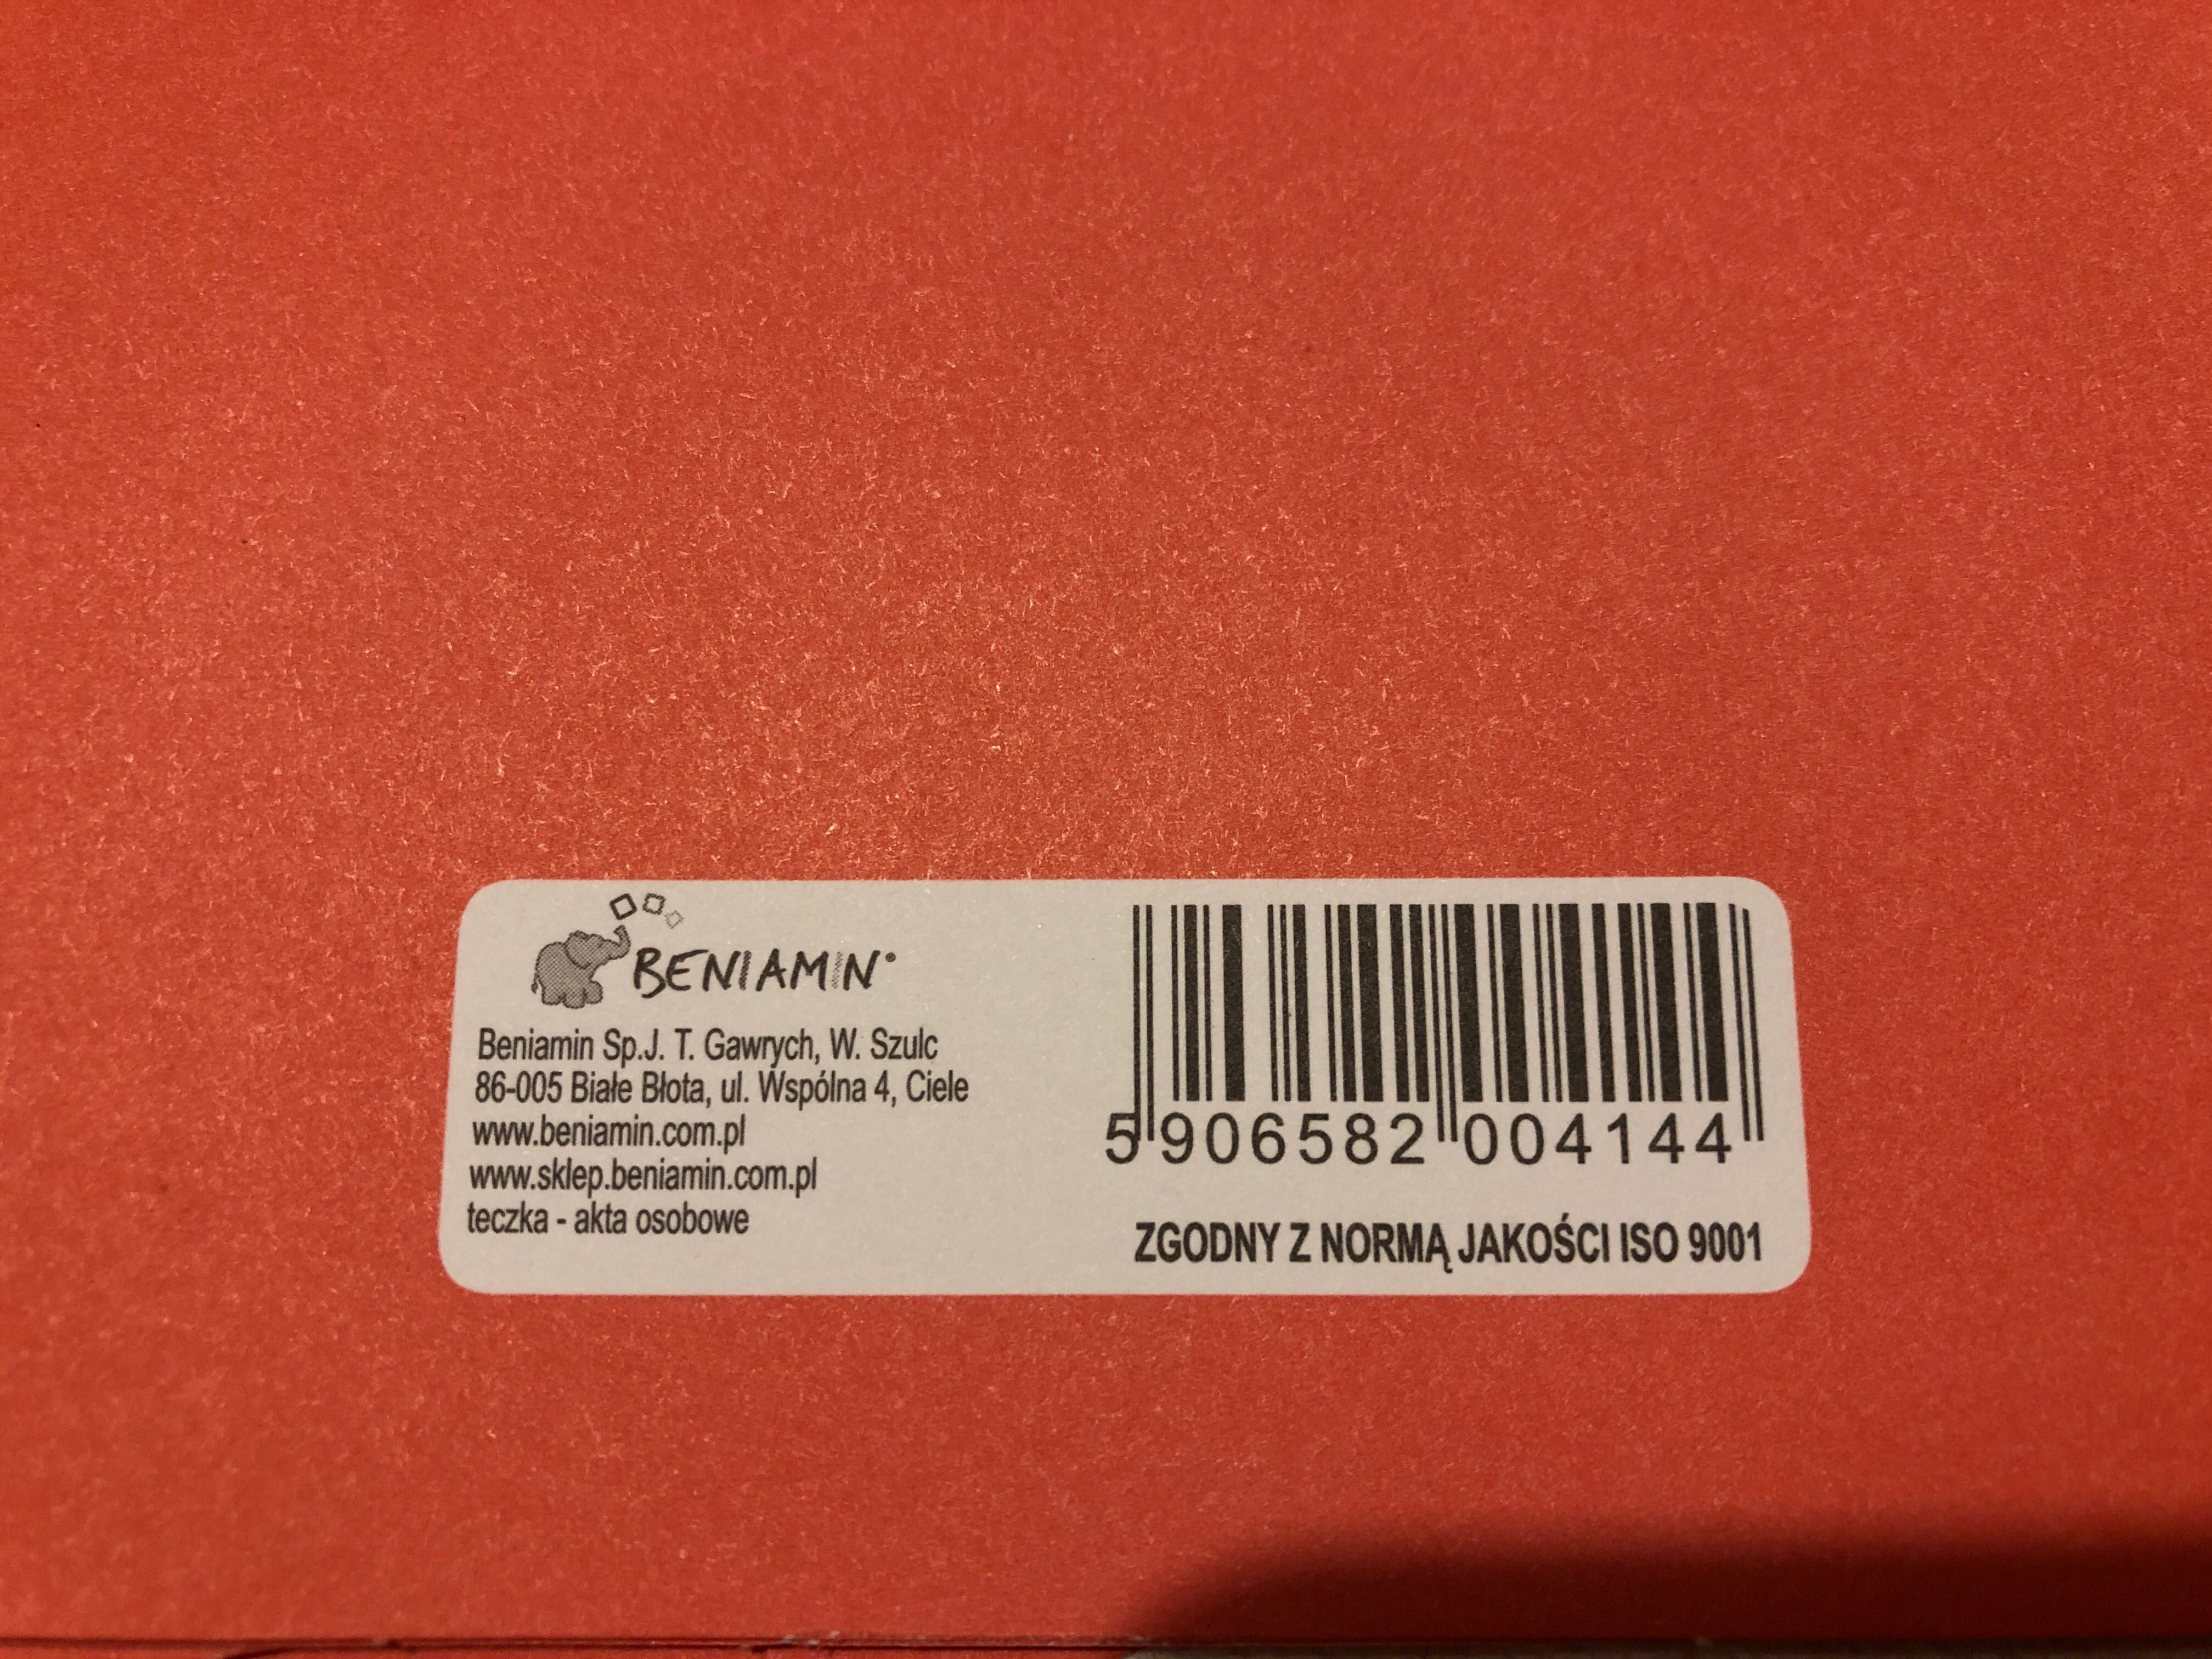 BENIAMIN
Beniamin Sp.J. T. Gawrych, W. Szulc
86-005 Białe Błota, ul. Wspólna 4, Ciele
www.beniamin.com.pl
www.sklep.beniamin.com.pl
teczka - akta osobowe
5 906582 004144
ZGODNY Z NORMĄ JAKOŚCI ISO 9001